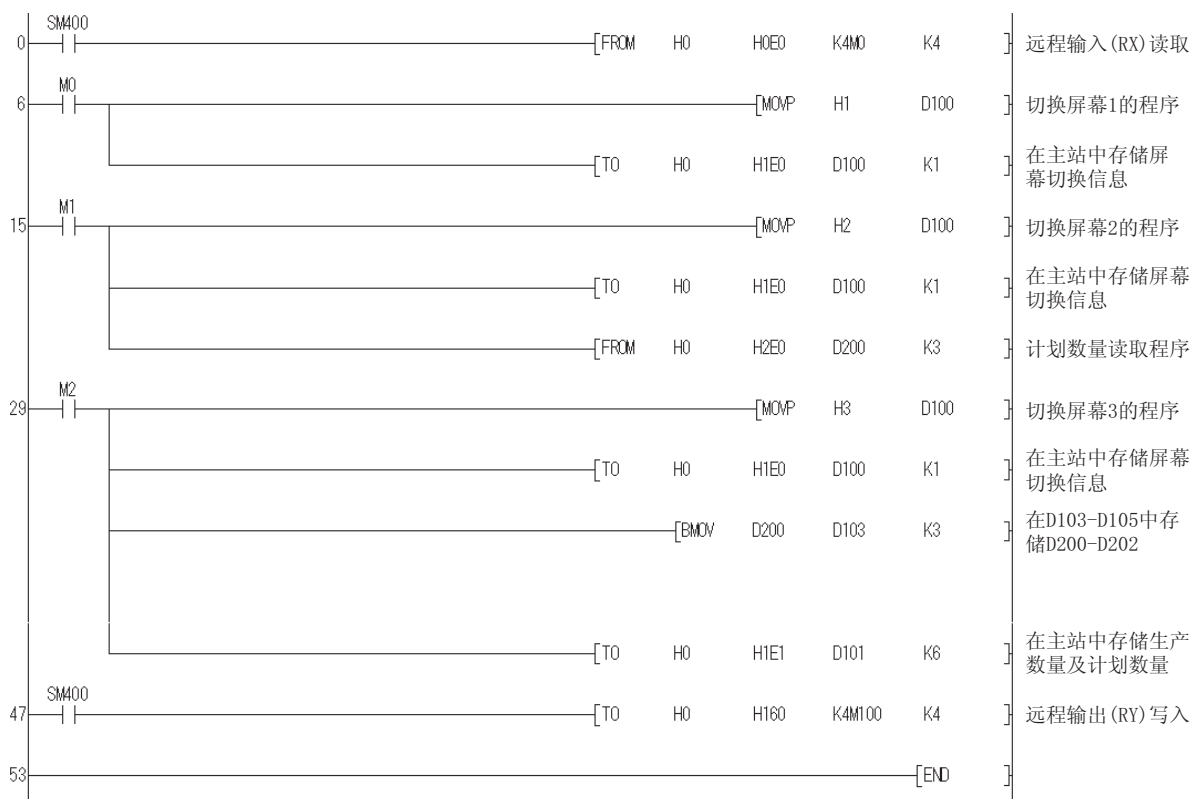 SM400
0 FROM H0 H0E0 K4M0 K4 远程输入(RX)读取
M0
6 MOVP H1 D100 切换屏幕1的程序
TO H0 H1E0 D100 K1 在主站中存储屏
幕切换信息
M1
15 MOVP H2 D100 切换屏幕2的程序
TO H0 H1E0 D100 K1 在主站中存储屏幕
切换信息
FROM H0 H2E0 D200 K3 计划数量读取程序
M2
29 MOVP H3 D100 切换屏幕3的程序
TO H0 H1E0 D100 K1 在主站中存储屏幕
切换信息
BMOV D200 D103 K3 在D103-D105中存
储D200-D202
TO H0 H1E1 D101 K6 在主站中存储生产
数量及计划数量
SM400
47 TO H0 H160 K4M100 K4 远程输出(RY)写入
53 END